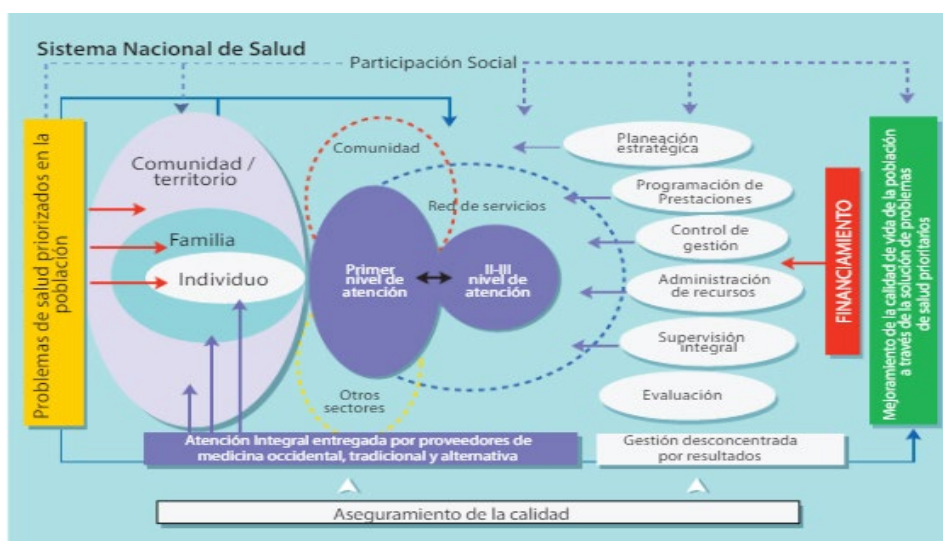 Sistema Nacional de Salud
Participación Social
Problemas de salud priorizados en la
población
Comunidad /
territorio
Familia
Individuo
Comunidad
Red de servicios
Primer
nivel de
atención
II-III
nivel de
atención
Otros
sectores
Planeación
estratégica
Programación de
Prestaciones
Control de
gestión
Administración
de recursos
Supervisión
integral
Evaluación
FINANCIAMIENTO
Mejoramiento de la calidad de vida de la población
a través de la solución de problemas
de salud prioritarios
Atención Integral entregada por proveedores de
medicina occidental, tradicional y alternativa
Gestión desconcentrada
por resultados
Aseguramiento de la calidad